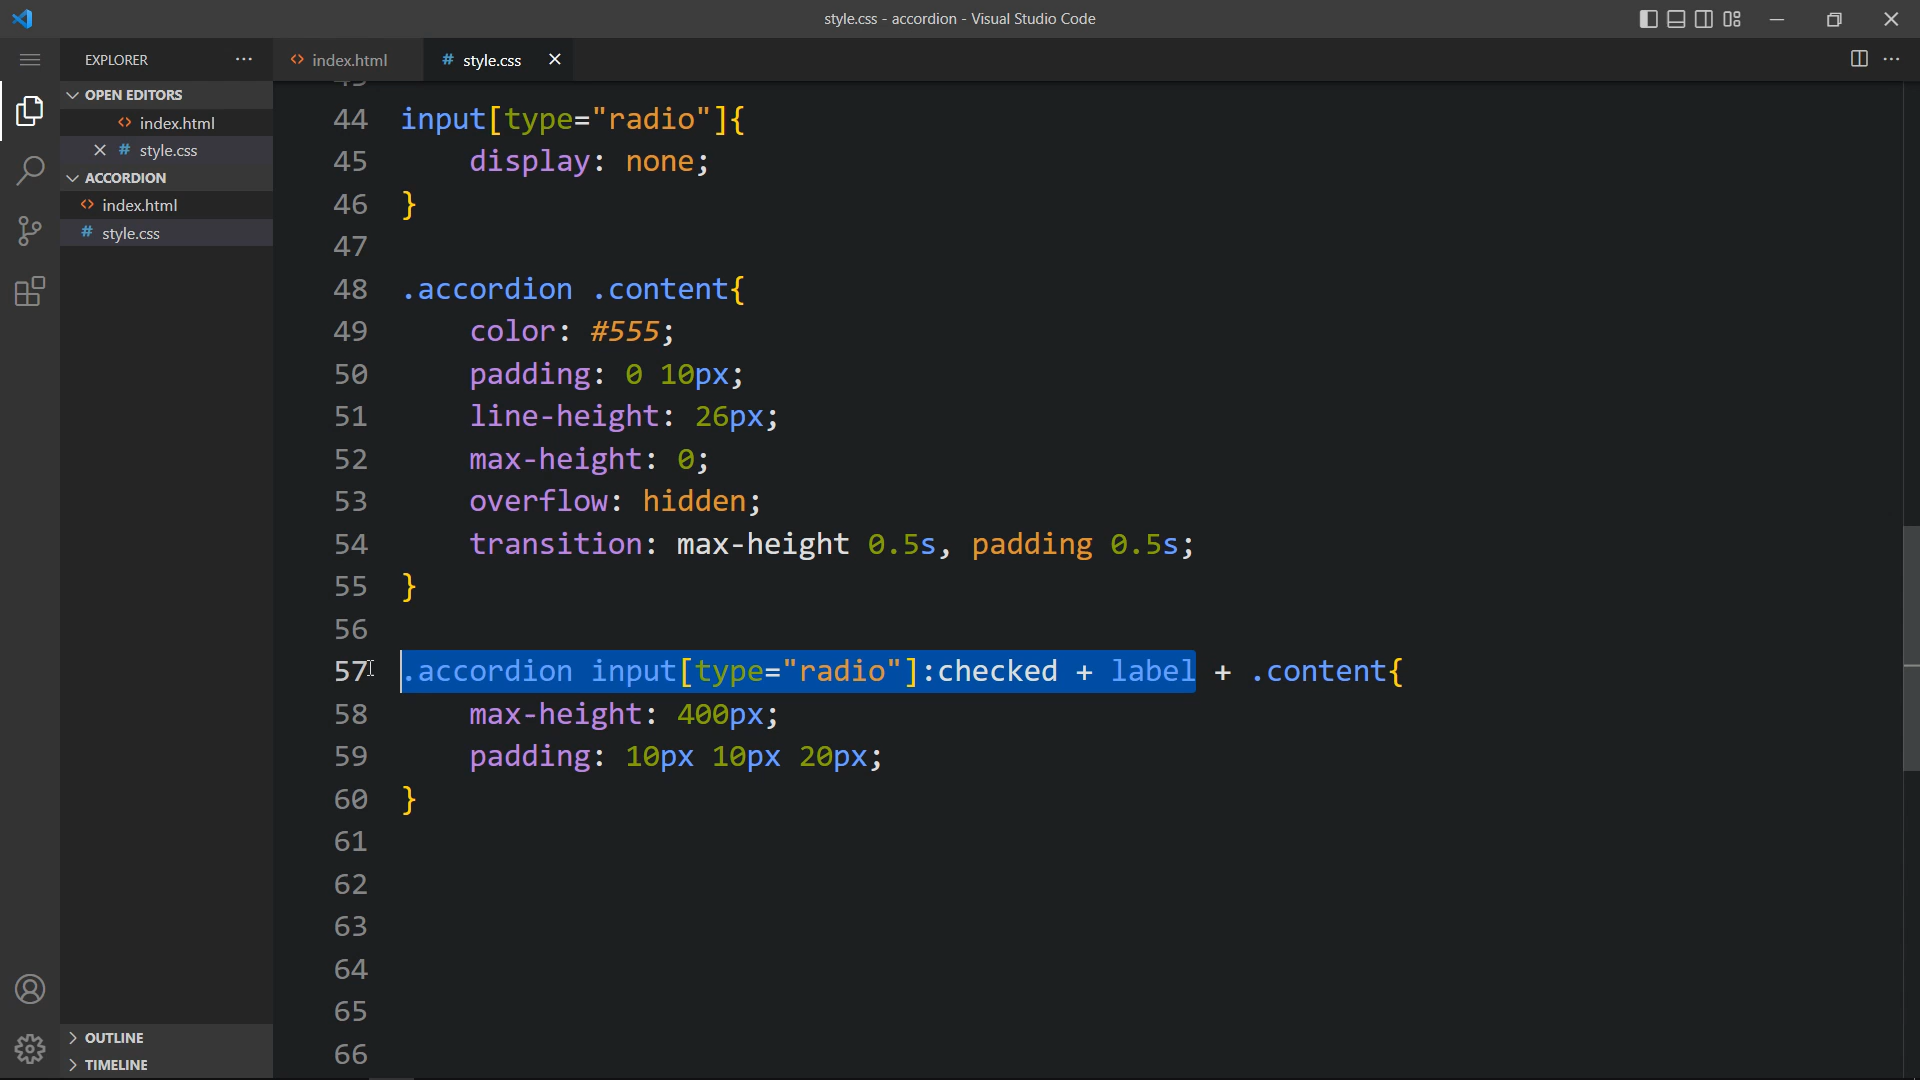 style.css - accordion - Visual Studio Code
EXPLORER
index.html
# style.css
OPEN EDITORS
index.html
# style.css
ACCORDION
index.html
# style.css
44 input[type="radio"]{
45 display: none;
46 }
47
48 .accordion .content{
49 color: #555;
50 padding: 0 10px;
51 line-height: 26px;
52 max-height: 0;
53 overflow: hidden;
54 transition: max-height 0.5s, padding 0.5s;
55 }
56
57 .accordion input[type="radio"]:checked + label + .content{
58 max-height: 400px;
59 padding: 10px 10px 20px;
60 }
61
62
63
64
65
66
OUTLINE
TIMELINE